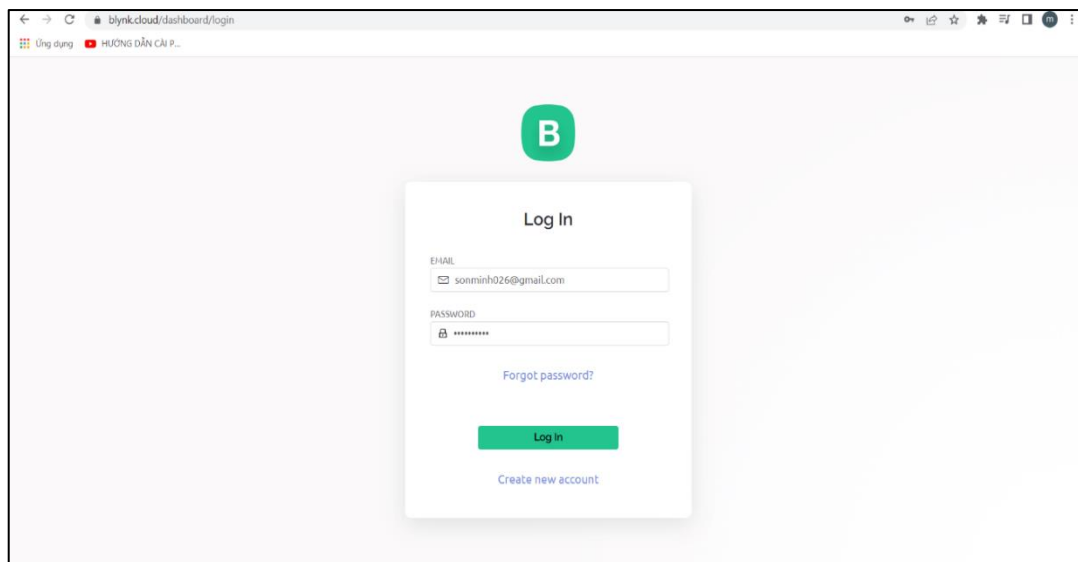 blynk.cloud/dashboard/login
m
Ứng dụng HƯỚNG DẪN CÀI P...
B
Log In
EMAIL
sonminh026@gmail.com
PASSWORD
••••••••••
Forgot password?
Log In
Create new account